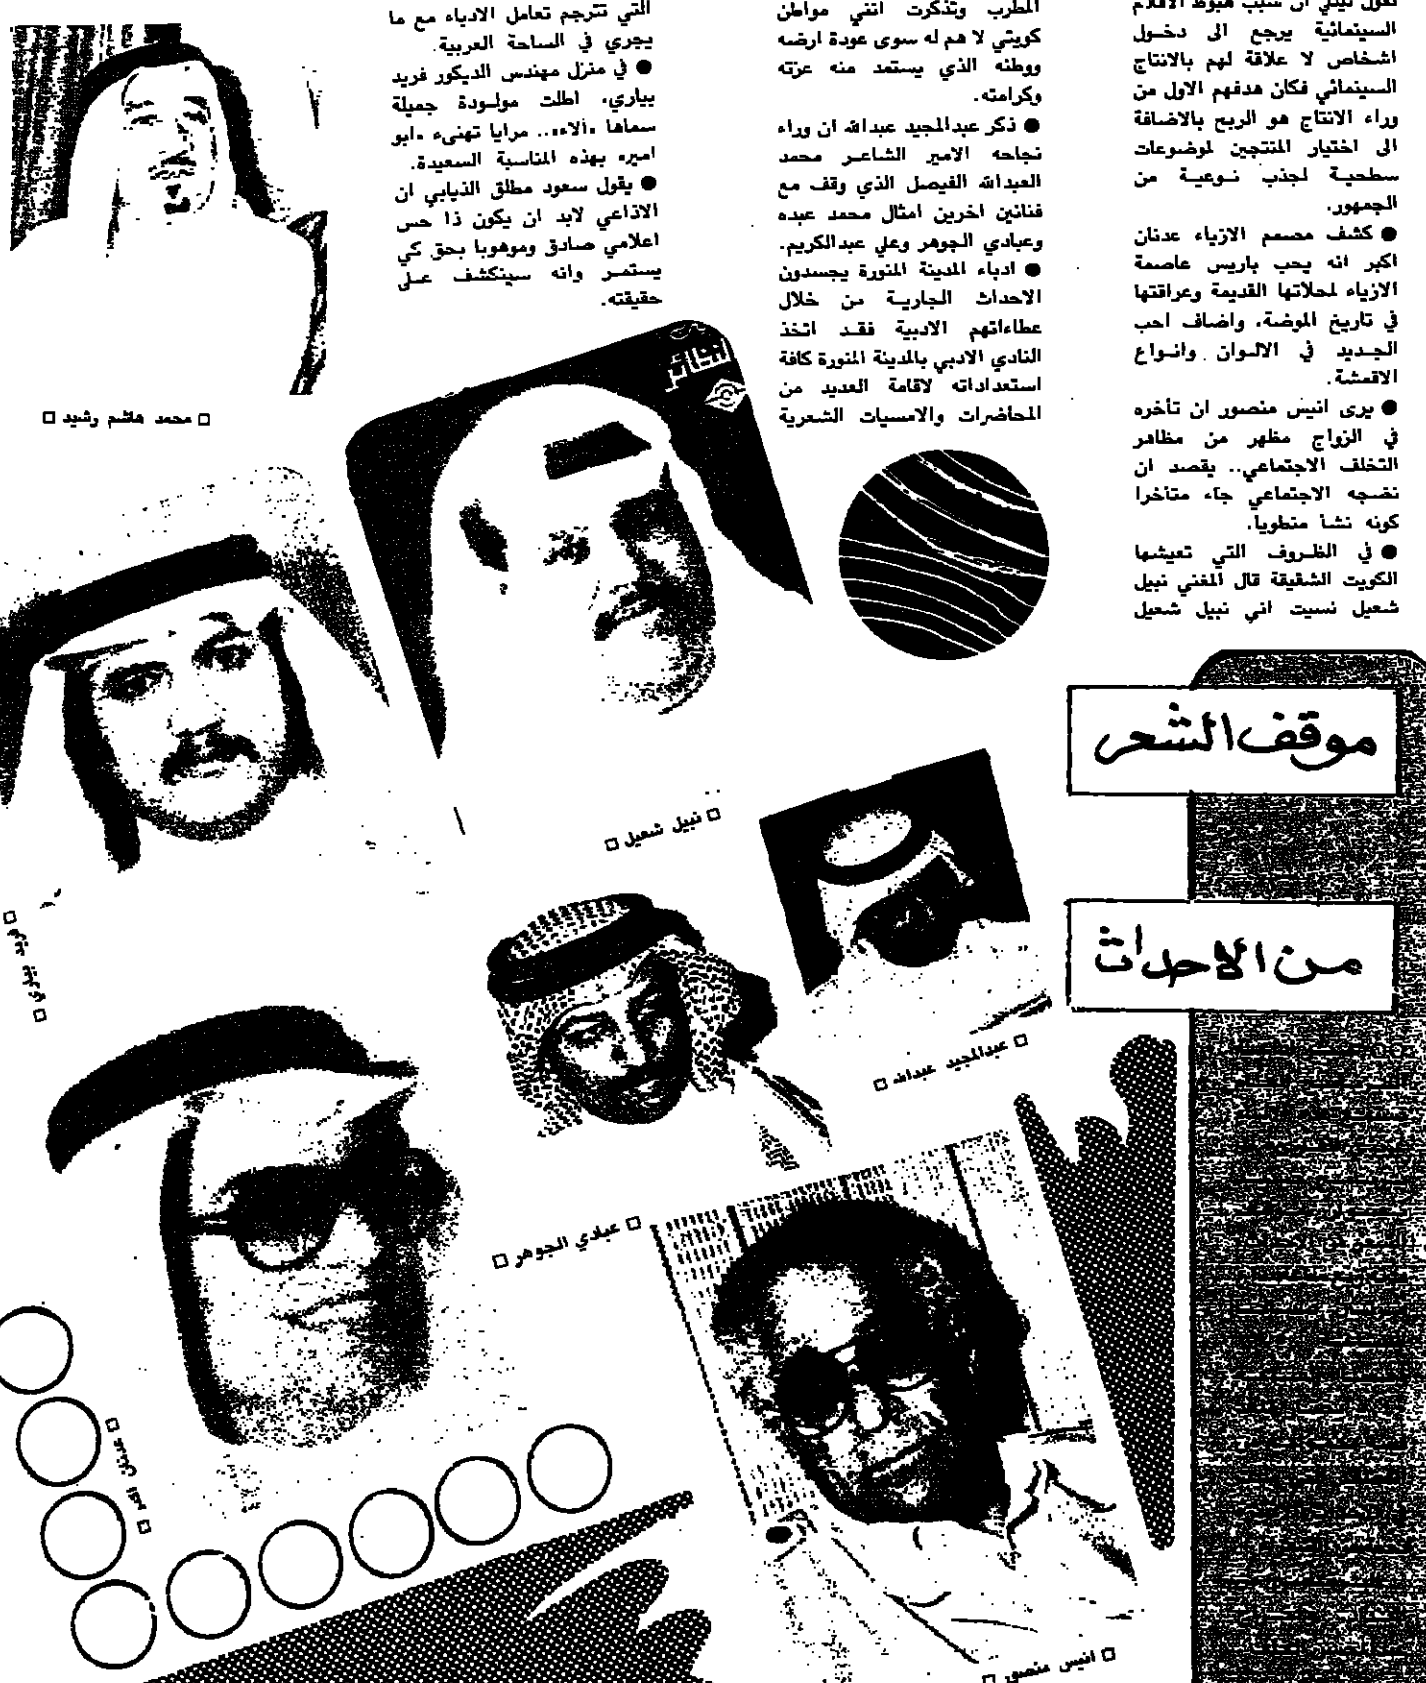 تقول نيللي ان سبب هبوط الافلام
السينمائية يرجع الى دخول
اشخاص لا علاقة لهم بالانتاج
السينمائي فكان هدفهم الاول من
وراء الانتاج هو الربح بالاضافة
الى اختيار المنتجين لموضوعات
سطحية لجذب نوعية من
الجمهور.
● كشف مصمم الازياء عدنان
اكبر انه يحب باريس عاصمة
الازياء لمحلاتها القديمة وعراقتها
في تاريخ الموضة، واضاف احب
الجديد في الالوان وانواع
الاقمشة.
● يرى انيس منصور ان تأخره
في الزواج مظهر من مظاهر
التخلف الاجتماعي.. يقصد ان
نضجه الاجتماعي جاء متأخرا
كونه نشأ منطويا.
● في الظروف التي تعيشها
الكويت الشقيقة قال المغني نبيل
شعيل نسيت اني نبيل شعيل
المطرب وتذكرت انني مواطن
كويتي لا هم له سوى عودة ارضه
ووطنه الذي يستمد منه عزته
وكرامته.
● ذكر عبدالمجيد عبدالله ان وراء
نجاحه الامير الشاعر محمد
العبدالله الفيصل الذي وقف مع
فنانين اخرين امثال محمد عبده
وعبادي الجوهر وعلي عبدالكريم.
● ادباء المدينة المنورة يجسدون
الاحداث الجارية من خلال
عطاءاتهم الادبية فقد اتخذ
النادي الادبي بالمدينة المنورة كافة
استعداداته لاقامة العديد من
المحاضرات والامسيات الشعرية
التي تترجم تعامل الادباء مع ما
يجري في الساحة العربية.
● في منزل مهندس الديكور فريد
بياري، اطلت مولودة جميلة
سماها «الاء».. مرايا تهنىء «ابو
امير» بهذه المناسبة السعيدة.
● يقول سعود مطلق الذيابي ان
الاذاعي لابد ان يكون ذا حس
اعلامي صادق وموهوبا بحق كي
يستمر وانه سينكشف على
حقيقته.
□ محمد هاشم رشيد □
□ نبيل شعيل □
□ فريد بياري □
□ عبدالمجيد عبدالله □
□ عبادي الجوهر □
□ عدنان اكبر □
□ انيس منصور □
موقف الشعر
من الاحداث